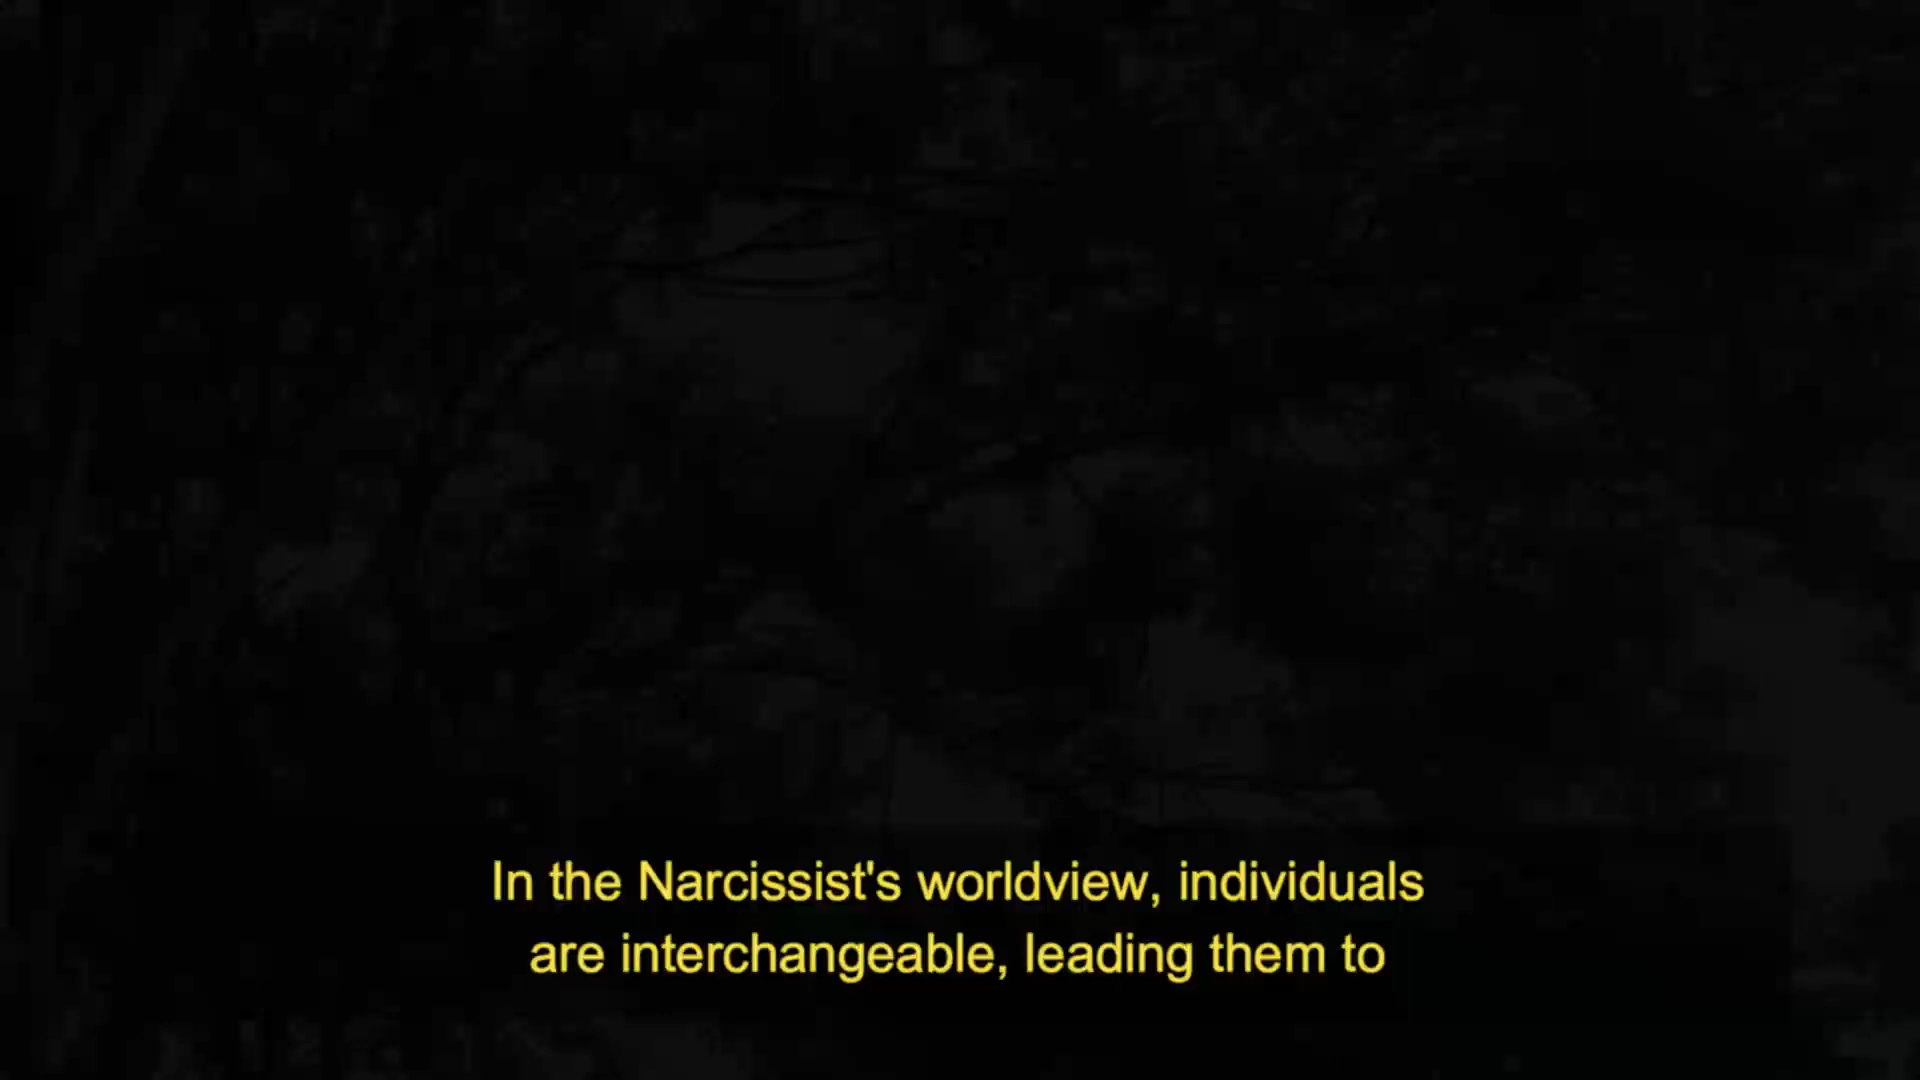 In the Narcissist's worldview, individuals
are interchangeable, leading them to